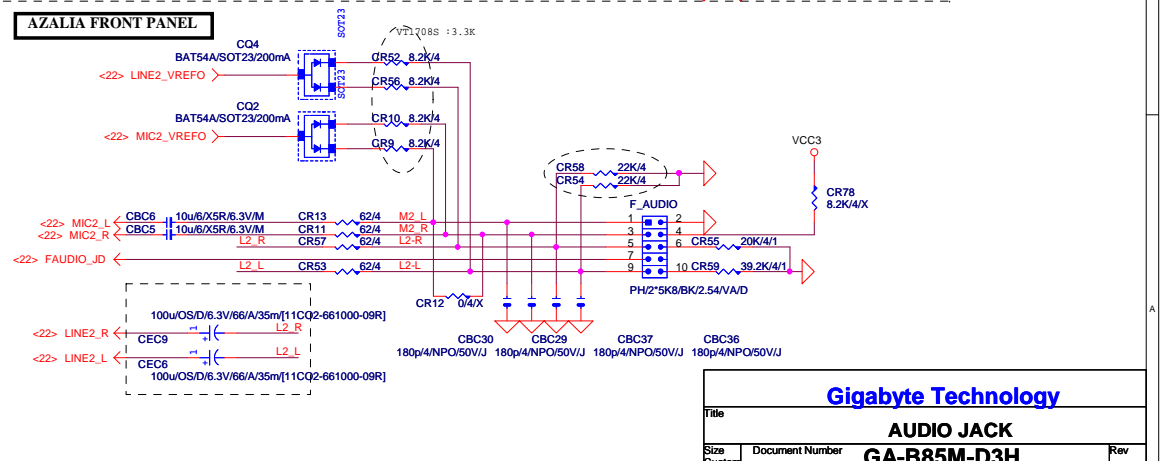 AZALIA FRONT PANEL
SOT23
VT1708S :3.3K
CQ4
BAT54A/SOT23/200mA
<22> LINE2_VREFO
SOT23
CR52 8.2K/4
CR56 8.2K/4
CQ2
BAT54A/SOT23/200mA
<22> MIC2_VREFO
CR10 8.2K/4
CR9 8.2K/4
VCC3
CR58 22K/4
CR54 22K/4
CR78
8.2K/4/X
F_AUDIO
<22> MIC2_L CBC6 10u/6/X5R/6.3V/M CR13 62/4 M2_L 1 2
<22> MIC2_R CBC5 10u/6/X5R/6.3V/M CR11 62/4 M2_R 3 4
L2_R CR57 62/4 L2-R 5 6 CR55 20K/4/1
<22> FAUDIO_JD 7
L2_L CR53 62/4 L2-L 9 10 CR59 39.2K/4/1
PH/2*5K8/BK/2.54/VA/D
CR12 0/4/X
100u/OS/D/6.3V/66/A/35m/[11CO2-661000-09R]
<22> LINE2_R 1 + L2_R
CEC9
<22> LINE2_L 1 + L2_L
CEC6
100u/OS/D/6.3V/66/A/35m/[11CO2-661000-09R]
CBC30 CBC29 CBC37 CBC36
180p/4/NPO/50V/J 180p/4/NPO/50V/J 180p/4/NPO/50V/J 180p/4/NPO/50V/J
A
Gigabyte Technology
Title
AUDIO JACK
Size Document Number Rev
Custom GA-B85M-D3H